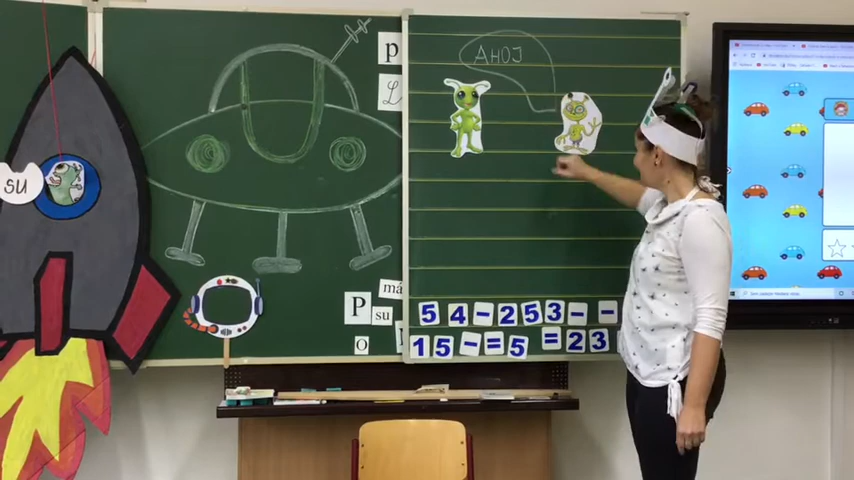 AHOJ
p
L
su
P
su
má
o
5 4 - 2 5 3 - -
1 5 - = 5 = 2 3